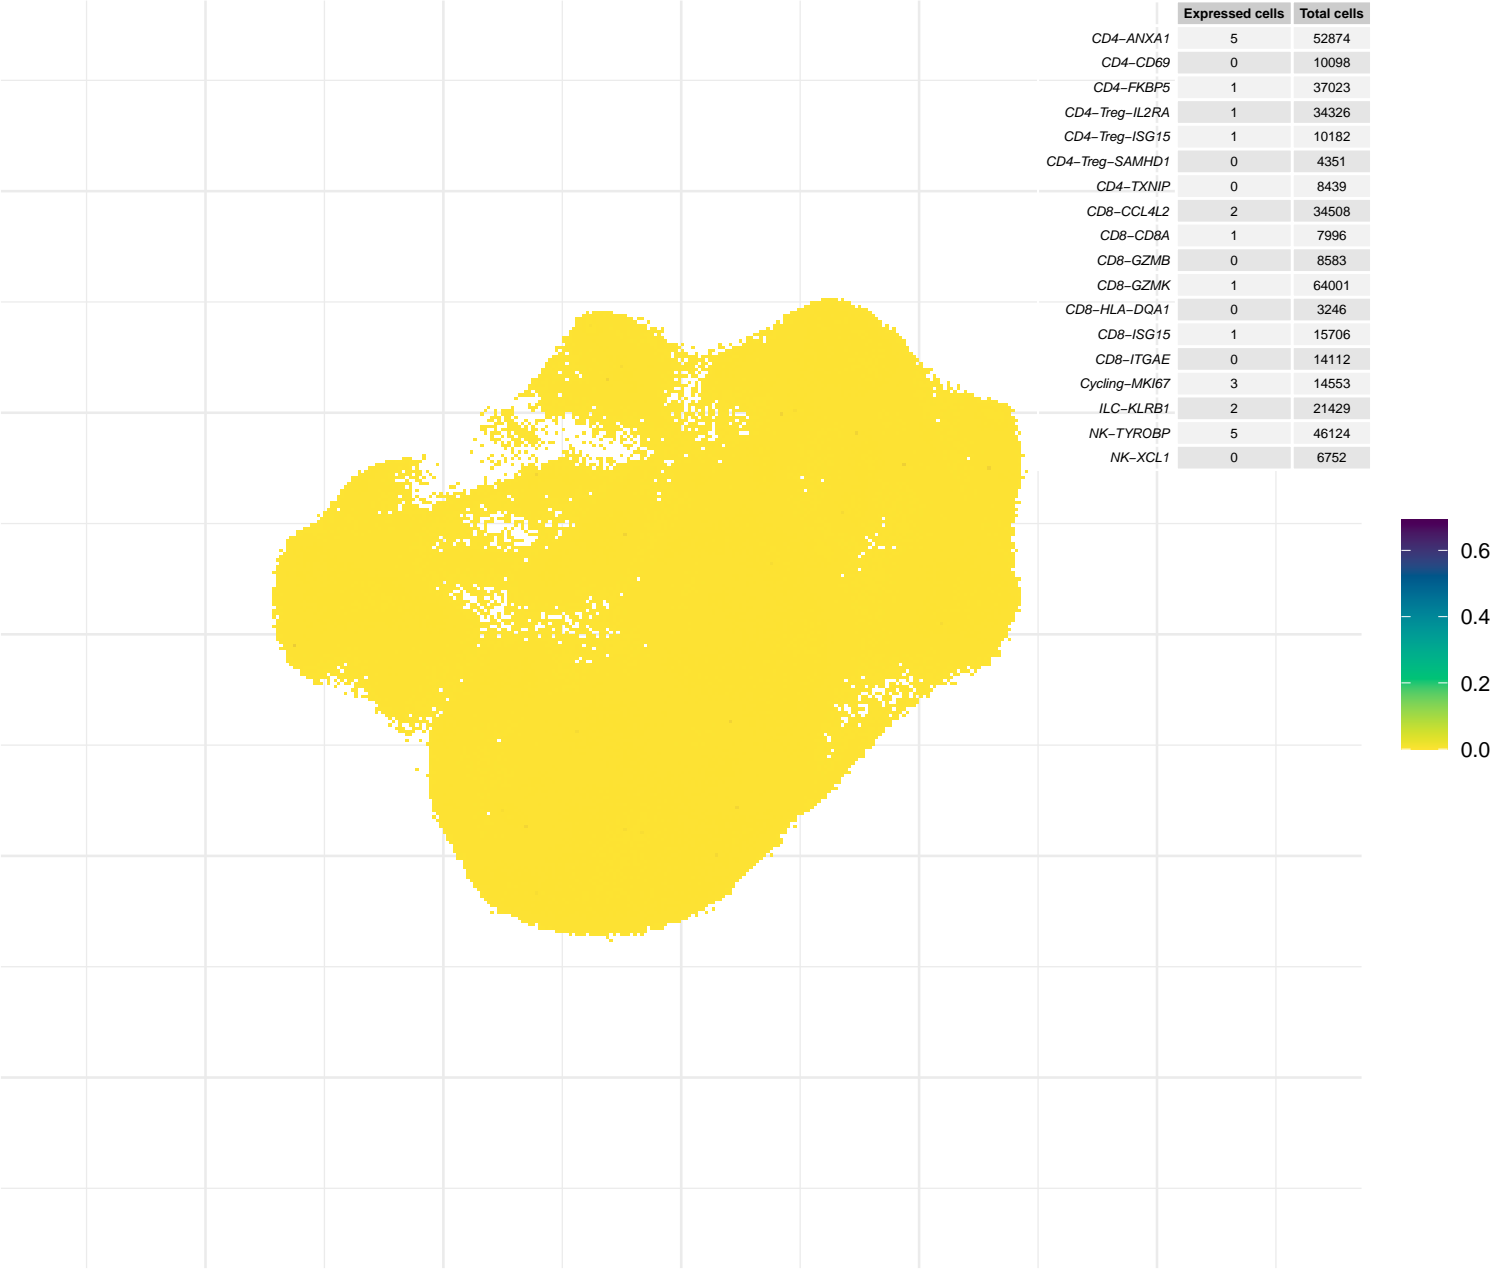 Expressed cells Total cells
CD4−ANXA1 5 52874
CD4−CD69 0 10098
CD4−FKBP5 1 37023
CD4−Treg−IL2RA 1 34326
CD4−Treg−ISG15 1 10182
CD4−Treg−SAMHD1 0 4351
CD4−TXNIP 0 8439
CD8−CCL4L2 2 34508
CD8−CD8A 1 7996
CD8−GZMB 0 8583
CD8−GZMK 1 64001
CD8−HLA−DQA1 0 3246
CD8−ISG15 1 15706
CD8−ITGAE 0 14112
Cycling−MKI67 3 14553
ILC−KLRB1 2 21429
NK−TYROBP 5 46124
NK−XCL1 0 6752
0.6
0.4
0.2
0.0